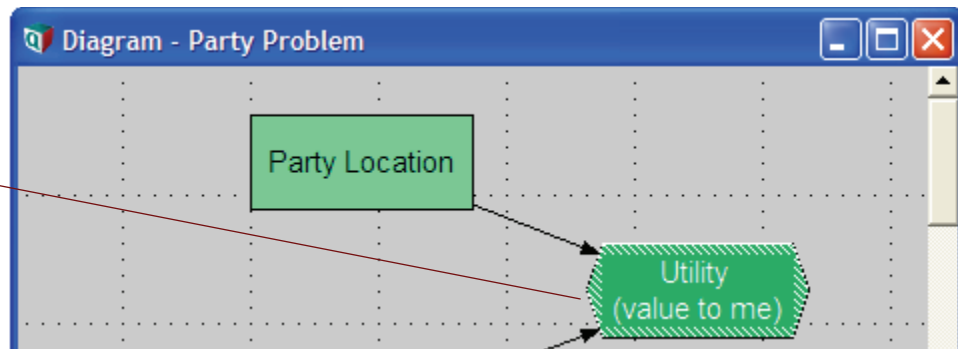 Diagram - Party Problem
Party Location
Utility
(value to me)